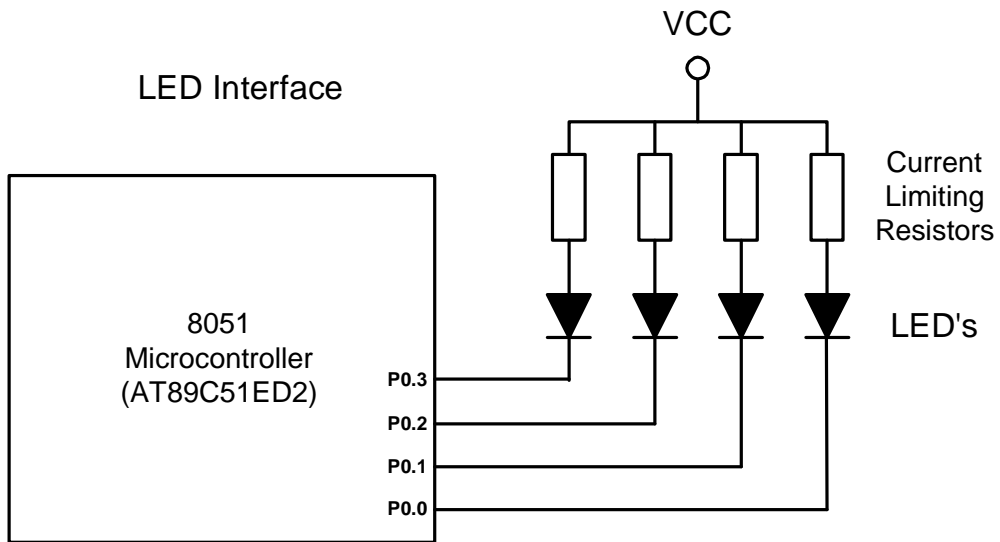 VCC
LED Interface
Current
Limiting
Resistors
8051
Microcontroller
(AT89C51ED2)
LED's
P0.3
P0.2
P0.1
P0.0